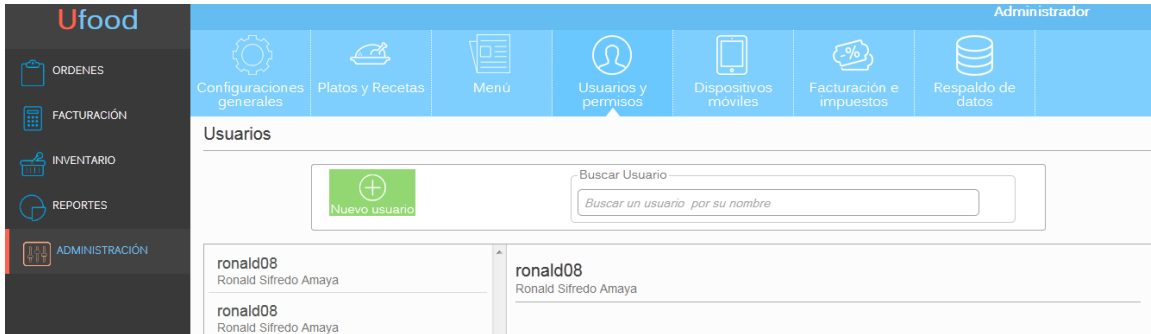 Ufood
Administrador
ORDENES
FACTURACIÓN
INVENTARIO
REPORTES
ADMINISTRACIÓN
Configuraciones
generales
Platos y Recetas
Menú
Usuarios y
permisos
Dispositivos
móviles
Facturación e
impuestos
Respaldo de
datos
-%
Usuarios
Nuevo usuario
Buscar Usuario
Buscar un usuario por su nombre
ronald08
Ronald Sifredo Amaya
ronald08
Ronald Sifredo Amaya
ronald08
Ronald Sifredo Amaya